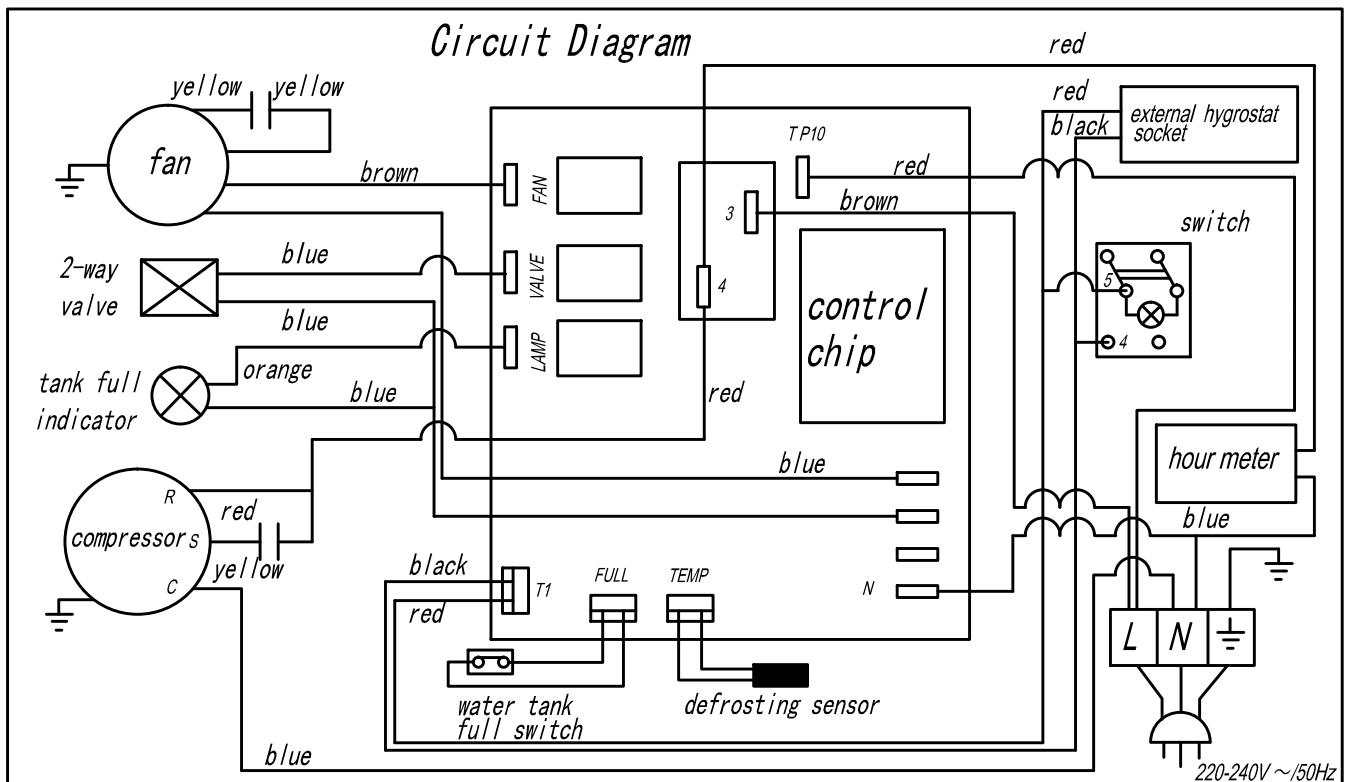 Circuit Diagram
red
yellow
yellow
red
external hygrostat
socket
black
TP10
fan
red
brown
FAN
3
brown
switch
2-way
valve
blue
VALVE
4
5
control
chip
blue
LAMP
4
tank full
indicator
orange
blue
red
hour meter
R
blue
red
compressor
S
blue
yellow
black
FULL
TEMP
C
T1
N
red
L
N
water tank
full switch
defrosting sensor
blue
220-240V ~/50Hz